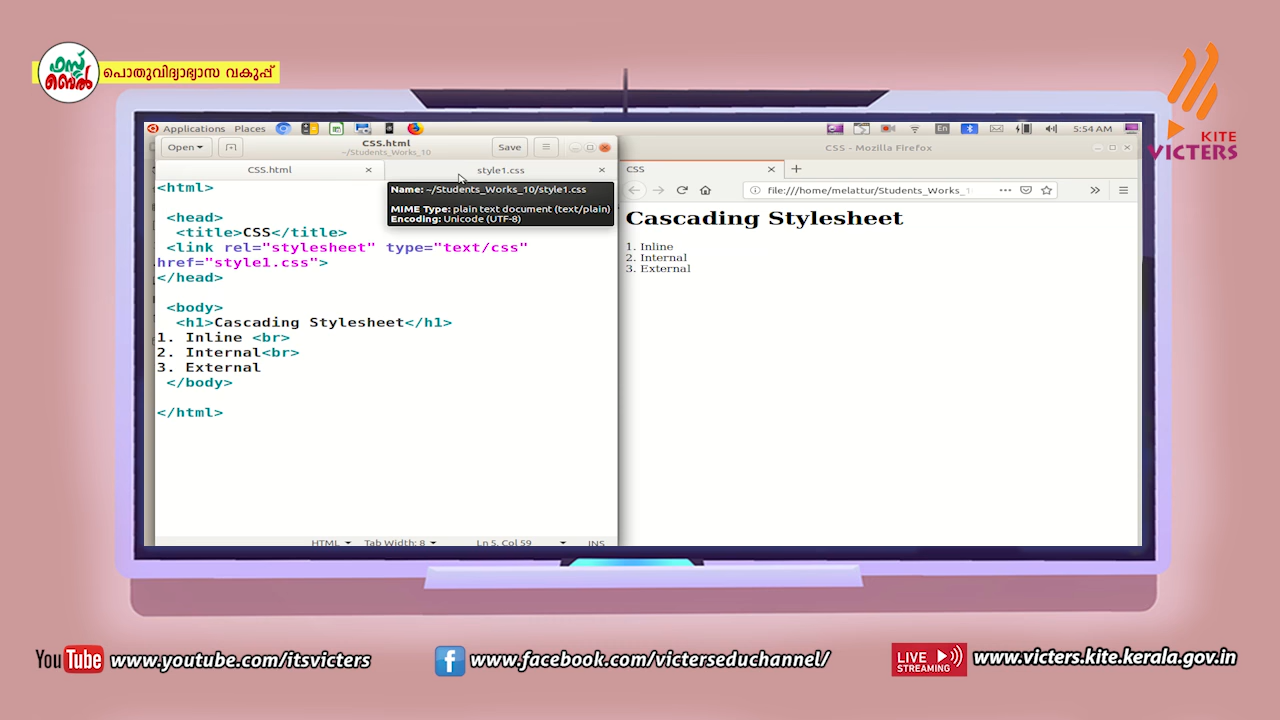 ഫസ്റ്റ്
ബെൽ
പൊതുവിദ്യാഭ്യാസ വകുപ്പ്
KITE
VICTERS
Applications Places
En
5:54 AM
Open
CSS.html
~/Students_Works_10
Save
CSS - Mozilla Firefox
CSS.html
style1.css
CSS
Name: ~/Students_Works_10/style1.css
MIME Type: plain text document (text/plain)
Encoding: Unicode (UTF-8)
file:///home/melattur/Students_Works_1
<html>
<head>
<title>CSS</title>
<link rel="stylesheet" type="text/css"
href="style1.css">
</head>
<body>
<h1>Cascading Stylesheet</h1>
1. Inline <br>
2. Internal<br>
3. External
</body>
</html>
HTML Tab Width: 8 Ln 5, Col 59 INS
Cascading Stylesheet
1. Inline
2. Internal
3. External
You Tube www.youtube.com/itsvicters
f www.facebook.com/victerseduchannel/
LIVE
STREAMING
www.victers.kite.kerala.gov.in